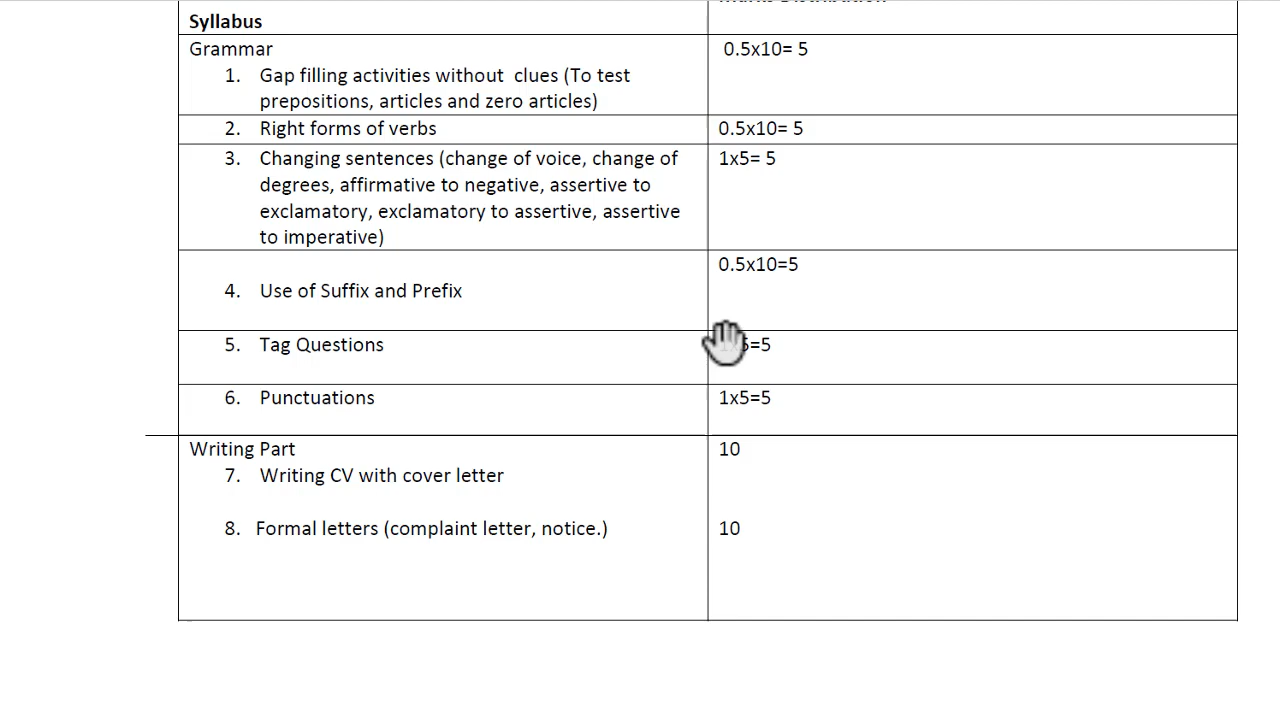 Syllabus
Grammar
0.5x10= 5
1. Gap filling activities without clues (To test
prepositions, articles and zero articles)
2. Right forms of verbs
0.5x10= 5
3. Changing sentences (change of voice, change of
1x5= 5
degrees, affirmative to negative, assertive to
exclamatory, exclamatory to assertive, assertive
to imperative)
0.5x10=5
4. Use of Suffix and Prefix
5. Tag Questions
=5
6. Punctuations
1x5=5
Writing Part
10
7. Writing CV with cover letter
8. Formal letters (complaint letter, notice.)
10